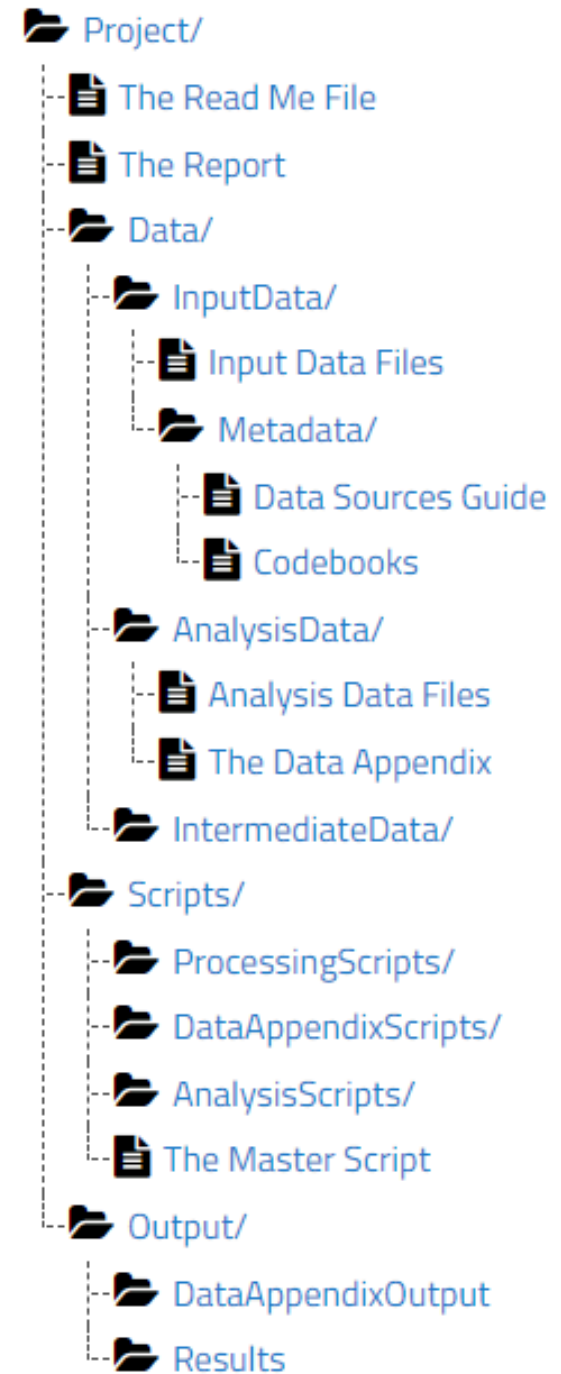 Project/
The Read Me File
The Report
Data/
InputData/
Input Data Files
Metadata/
Data Sources Guide
Codebooks
AnalysisData/
Analysis Data Files
The Data Appendix
IntermediateData/
Scripts/
ProcessingScripts/
DataAppendixScripts/
AnalysisScripts/
The Master Script
Output/
DataAppendixOutput
Results